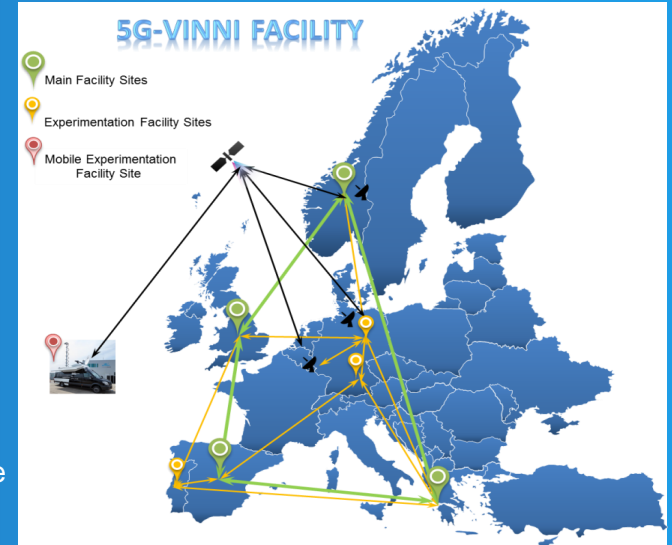 5G-VINNI FACILITY
Main Facility Sites
Experimentation Facility Sites
Mobile Experimentation
Facility Site
e